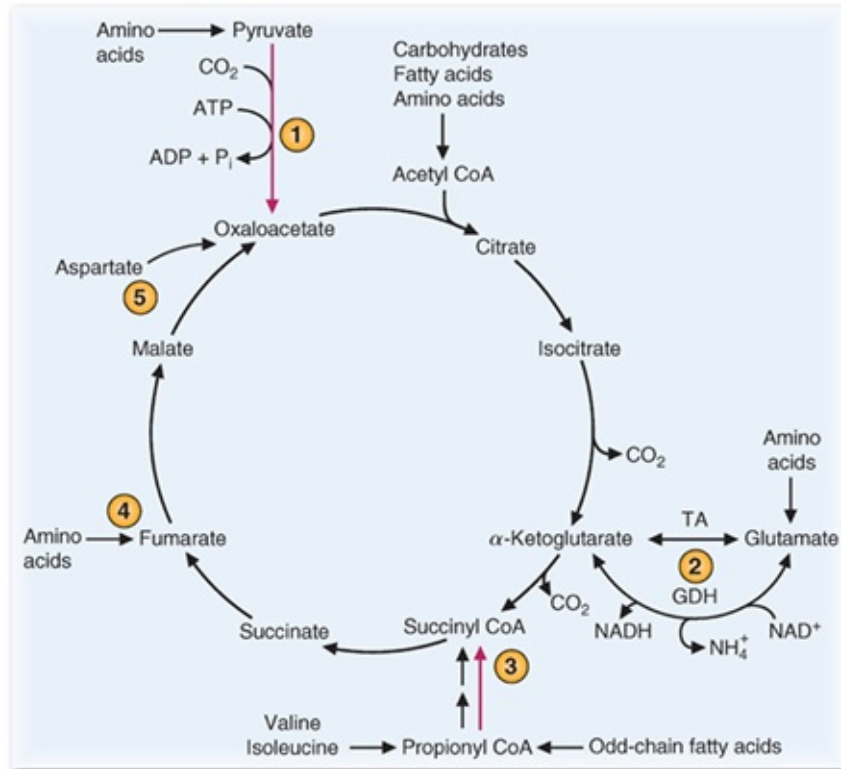 Amino
acids
Pyruvate
CO₂
ATP
ADP + Pᵢ
1
Carbohydrates
Fatty acids
Amino acids
Acetyl CoA
Oxaloacetate
Citrate
Aspartate
5
Malate
Isocitrate
CO₂
Amino
acids
4
Amino
acids
Fumarate
α-Ketoglutarate
TA
2
GDH
Glutamate
CO₂
NADH
NH₄⁺
NAD⁺
Succinate
Succinyl CoA
3
Valine
Isoleucine
Propionyl CoA
Odd-chain fatty acids